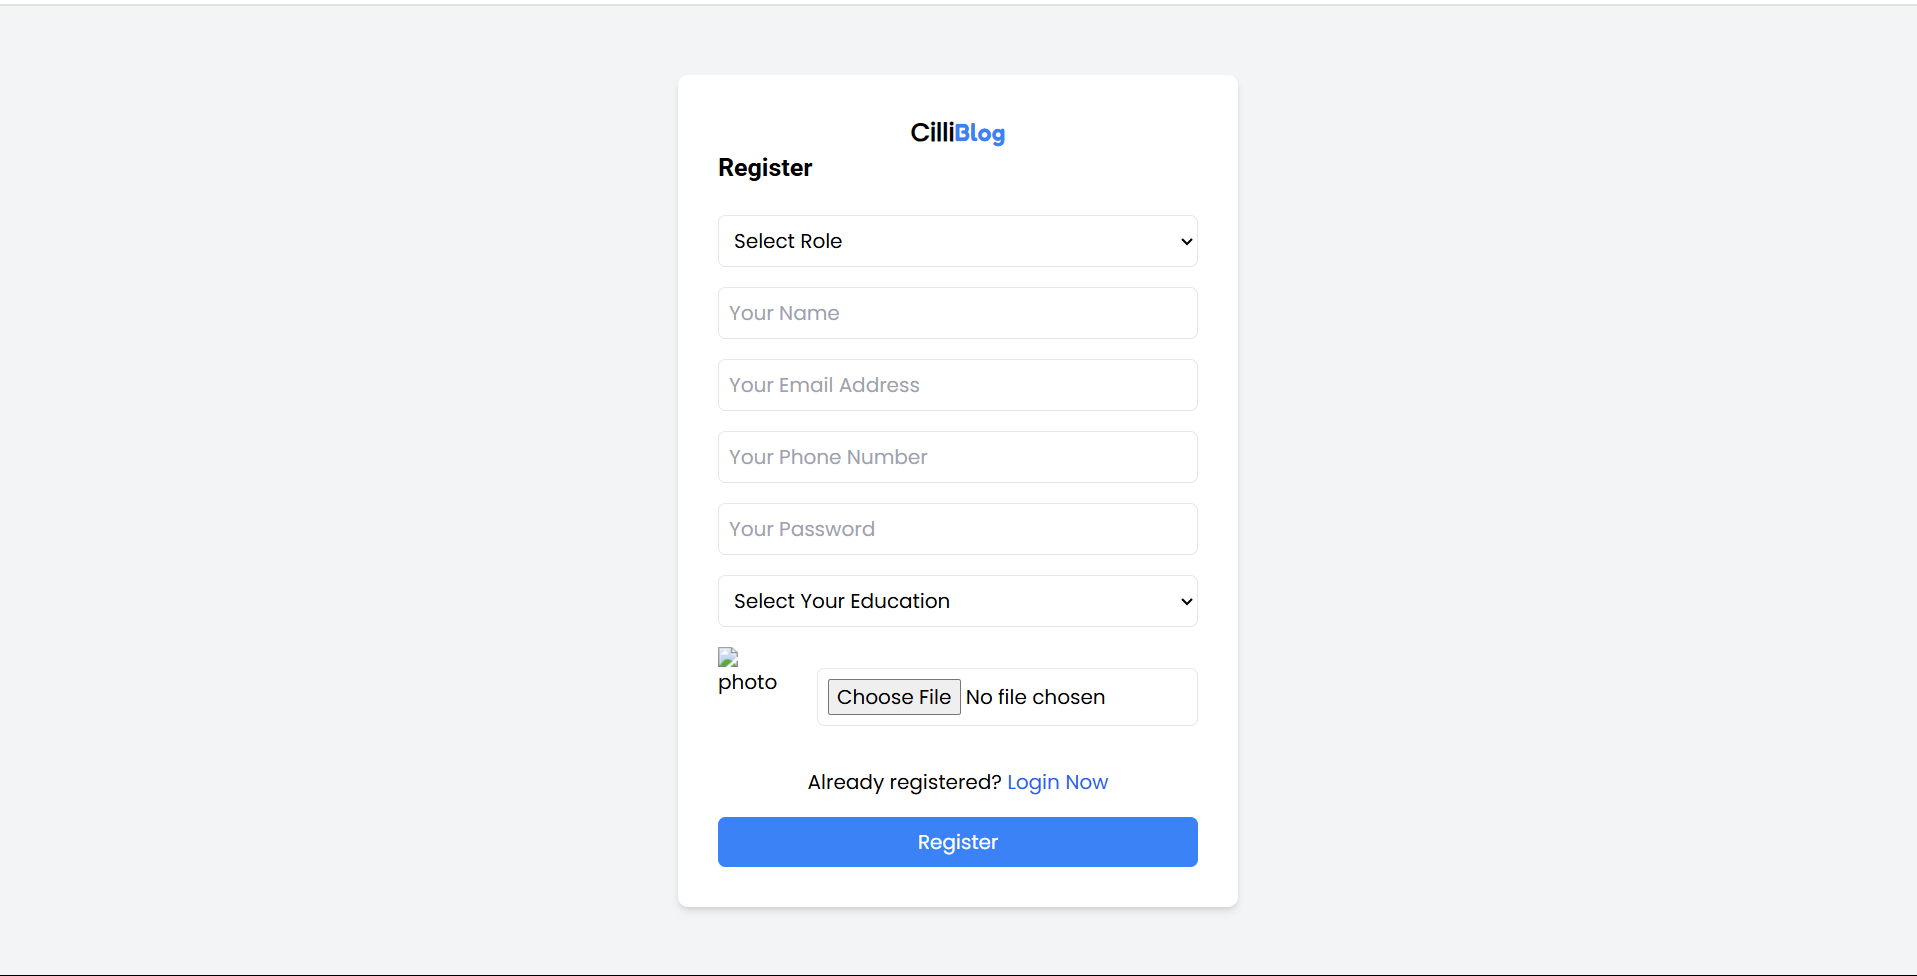 CilliBlog
Register
Select Role
Your Name
Your Email Address
Your Phone Number
Your Password
Select Your Education
photo
Choose File No file chosen
Already registered? Login Now
Register